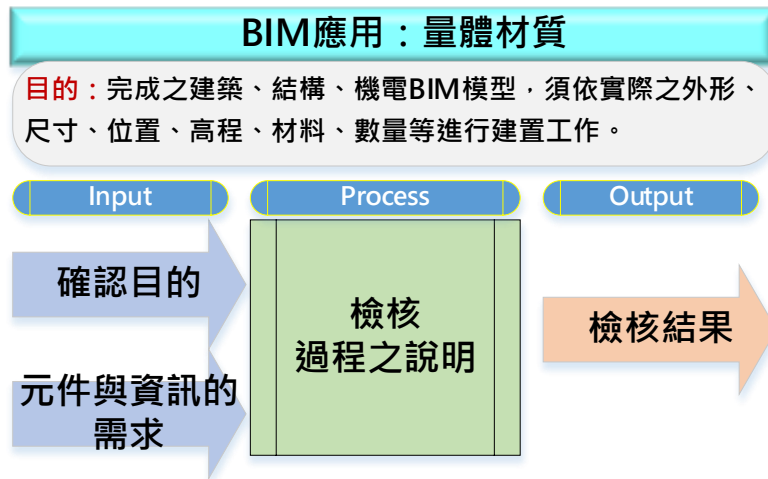 BIM應用：量體材質
目的：完成之建築、結構、機電BIM模型，須依實際之外形、
尺寸、位置、高程、材料、數量等進行建置工作。
Input
Process
Output
確認目的
元件與資訊的
需求
檢核
過程之說明
檢核結果